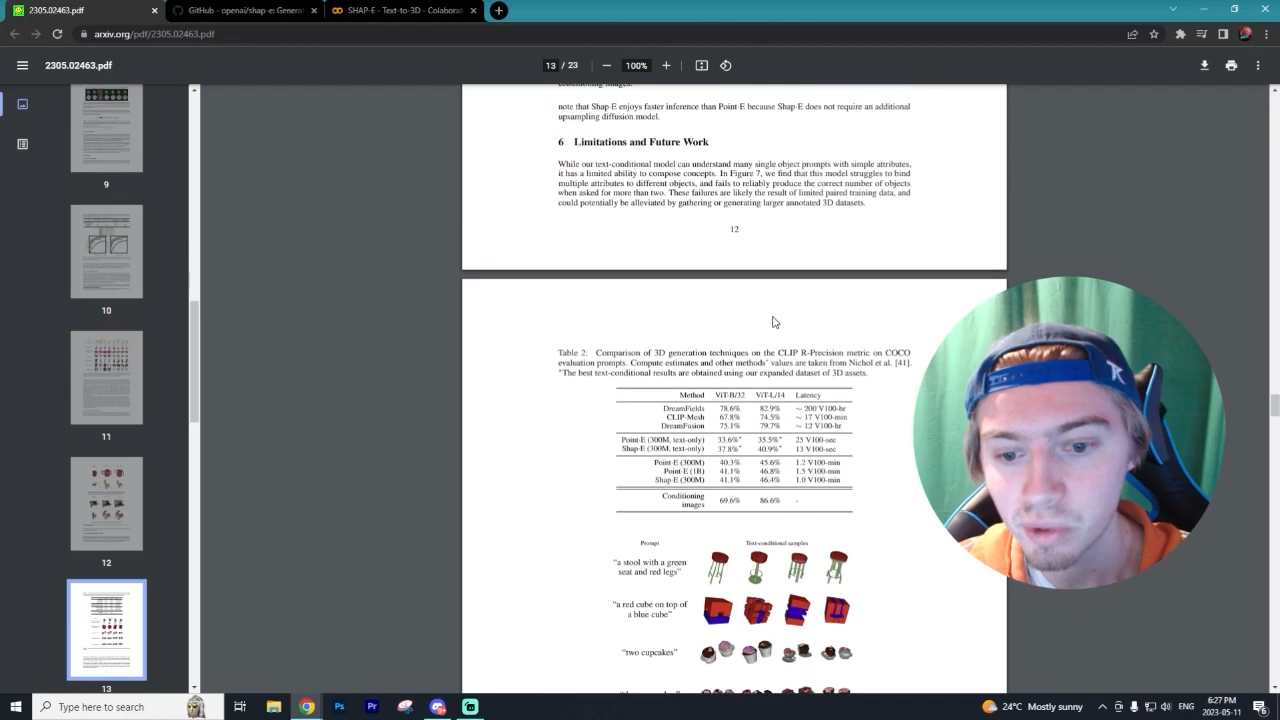 2305.02463.pdf
GitHub - openai/shap-e: Generat
SHAP-E - Text-to-3D - Colaborat
arxiv.org/pdf/2305.02463.pdf
2305.02463.pdf
13 / 23
100%
note that Shap·E enjoys faster inference than Point·E because Shap·E does not require an additional
upsampling diffusion model.
6 Limitations and Future Work
While our text-conditional model can understand many single object prompts with simple attributes,
it has a limited ability to compose concepts. In Figure 7, we find that this model struggles to bind
multiple attributes to different objects, and fails to reliably produce the correct number of objects
when asked for more than two. These failures are likely the result of limited paired training data, and
could potentially be alleviated by gathering or generating larger annotated 3D datasets.
12
Table 2: Comparison of 3D generation techniques on the CLIP R-Precision metric on COCO
evaluation prompts. Compute estimates and other methods' values are taken from Nichol et al. [41].
*The best text-conditional results are obtained using our expanded dataset of 3D assets.
Method ViT-B/32 ViT-L/14 Latency
DreamFields 78.6% 82.9% ~ 200 V100-hr
CLIP-Mesh 67.8% 74.5% ~ 17 V100-min
DreamFusion 75.1% 79.7% ~ 12 V100-hr
Point·E (300M, text-only) 33.6%* 35.5%* 25 V100-sec
Shap·E (300M, text-only) 37.8%* 40.9%* 13 V100-sec
Point·E (300M) 40.3% 45.6% 1.2 V100-min
Point·E (1B) 41.1% 46.8% 1.5 V100-min
Shap·E (300M) 41.1% 46.4% 1.0 V100-min
Conditioning
images 69.6% 86.6% -
Prompt Text-conditional samples
"a stool with a green
seat and red legs"
"a red cube on top of
a blue cube"
"two cupcakes"
9
10
11
12
13
Type here to search
Ps
Pr
24°C Mostly sunny
ENG
6:27 PM
2023-05-11